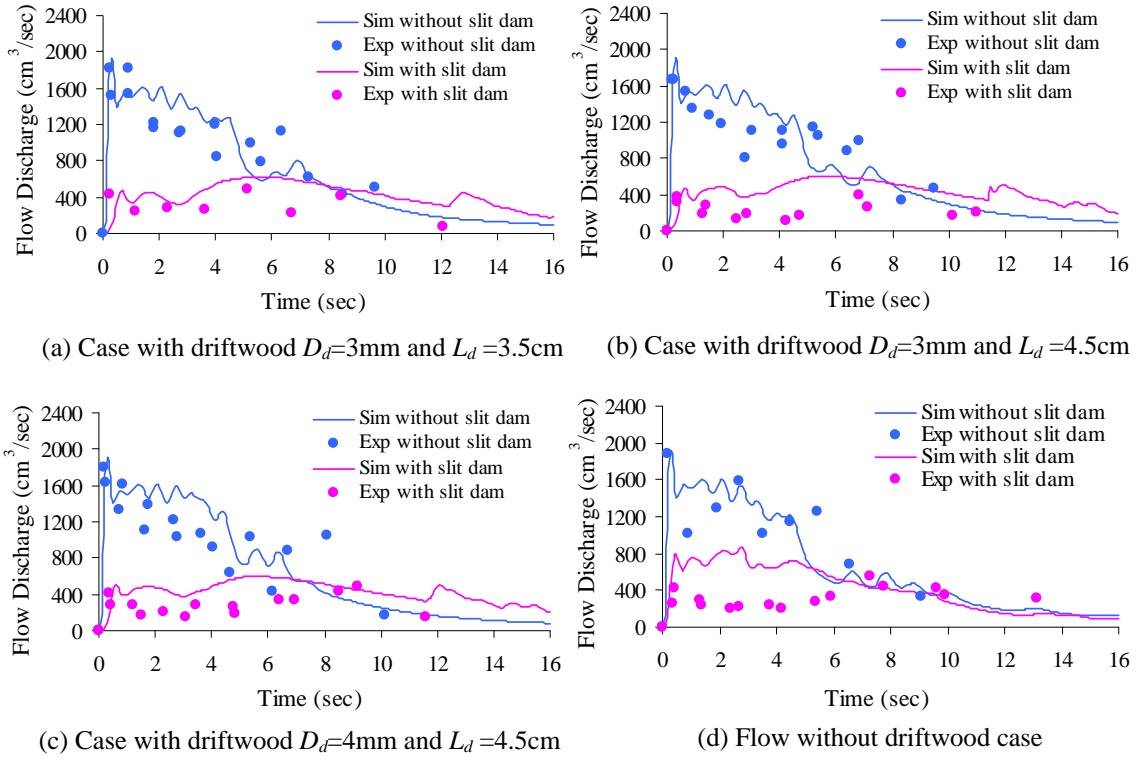 2400
2000
1600
1200
800
400
0
Flow Discharge (cm³/sec)
Sim without slit dam
Exp without slit dam
Sim with slit dam
Exp with slit dam
0 2 4 6 8 10 12 14 16
Time (sec)
(a) Case with driftwood D_d=3mm and L_d =3.5cm
2400
2000
1600
1200
800
400
0
Flow Discharge (cm³/sec)
Sim without slit dam
Exp without slit dam
Sim with slit dam
Exp with slit dam
0 2 4 6 8 10 12 14 16
Time (sec)
(b) Case with driftwood D_d=3mm and L_d =4.5cm
2400
2000
1600
1200
800
400
0
Flow Discharge (cm³/sec)
Sim without slit dam
Exp without slit dam
Sim with slit dam
Exp with slit dam
0 2 4 6 8 10 12 14 16
Time (sec)
(c) Case with driftwood D_d=4mm and L_d =4.5cm
2400
2000
1600
1200
800
400
0
Flow Discharge (cm³/sec)
Sim without slit dam
Exp without slit dam
Sim with slit dam
Exp with slit dam
0 2 4 6 8 10 12 14 16
Time (sec)
(d) Flow without driftwood case